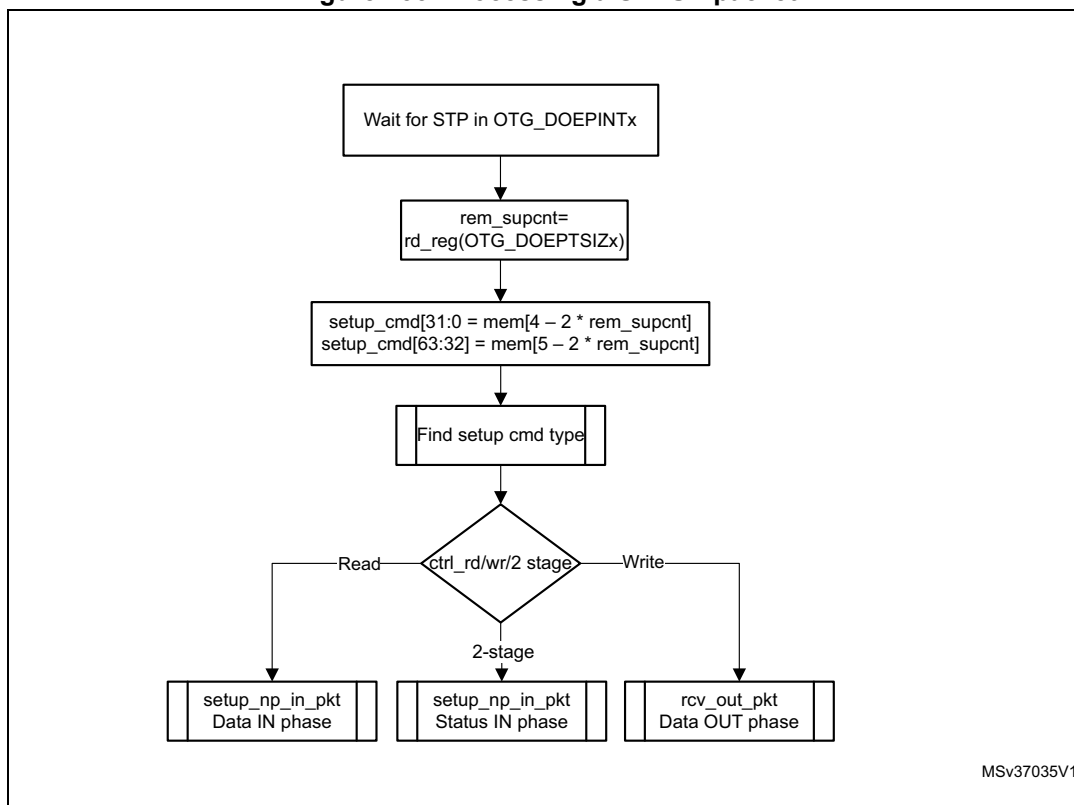 Wait for STP in OTG_DOEPINTx
rem_supcnt=
rd_reg(OTG_DOEPTSIZx)
setup_cmd[31:0 = mem[4 – 2 * rem_supcnt]
setup_cmd[63:32] = mem[5 – 2 * rem_supcnt]
Find setup cmd type
Read
ctrl_rd/wr/2 stage
Write
2-stage
setup_np_in_pkt
Data IN phase
setup_np_in_pkt
Status IN phase
rcv_out_pkt
Data OUT phase
MSv37035V1